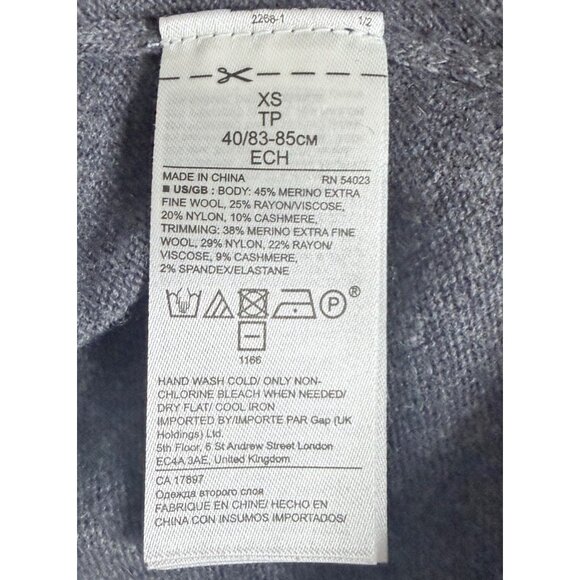 2268-1 1/2
XS
TP
40/83-85CM
ECH
MADE IN CHINA RN 54023
■ US/GB : BODY: 45% MERINO EXTRA
FINE WOOL, 25% RAYON/VISCOSE,
20% NYLON, 10% CASHMERE,
TRIMMING: 38% MERINO EXTRA FINE
WOOL, 29% NYLON, 22% RAYON/
VISCOSE, 9% CASHMERE,
2% SPANDEX/ELASTANE
P ®
1166
HAND WASH COLD/ ONLY NON-
CHLORINE BLEACH WHEN NEEDED/
DRY FLAT/ COOL IRON
IMPORTED BY/IMPORTE PAR Gap (UK
Holdings) Ltd.
5th Floor, 6 St Andrew Street London
EC4A 3AE, United Kingdom
CA 17897
Одежда второго слоя
FABRIQUE EN CHINE/ HECHO EN
CHINA CON INSUMOS IMPORTADOS/